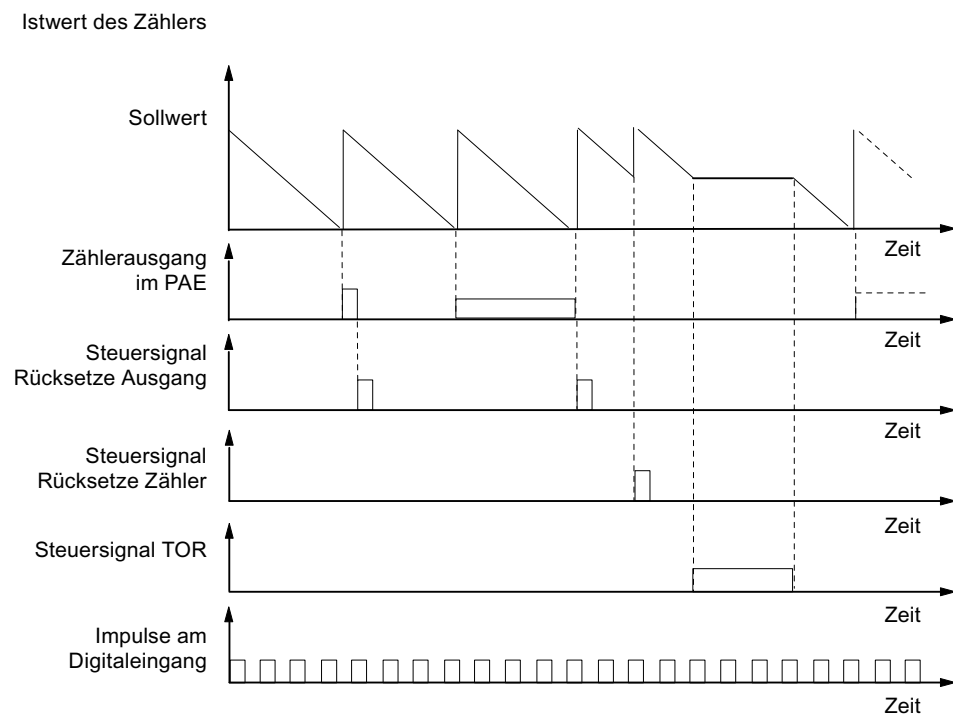 Istwert des Zählers
Sollwert
Zeit
Zählerausgang
im PAE
Zeit
Steuersignal
Rücksetze Ausgang
Zeit
Steuersignal
Rücksetze Zähler
Zeit
Steuersignal TOR
Zeit
Impulse am
Digitaleingang
Zeit